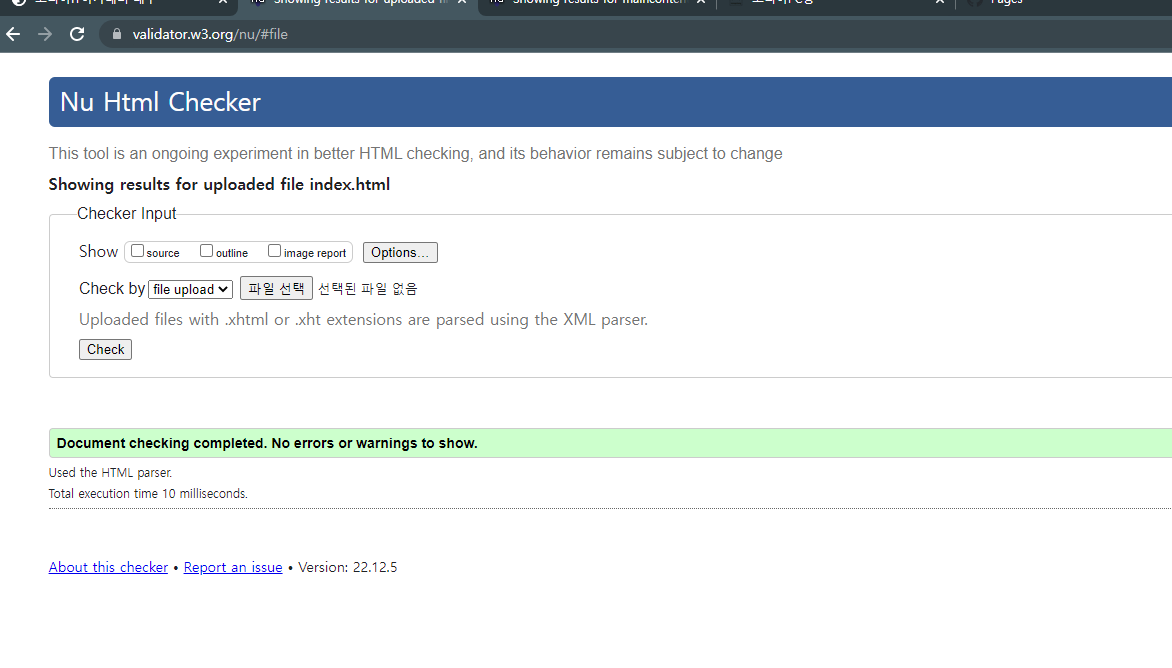 validator.w3.org/nu/#file
Nu Html Checker
This tool is an ongoing experiment in better HTML checking, and its behavior remains subject to change
Showing results for uploaded file index.html
Checker Input
Show source outline image report Options...
Check by file upload 파일 선택 선택된 파일 없음
Uploaded files with .xhtml or .xht extensions are parsed using the XML parser.
Check
Document checking completed. No errors or warnings to show.
Used the HTML parser.
Total execution time 10 milliseconds.
About this checker • Report an issue • Version: 22.12.5